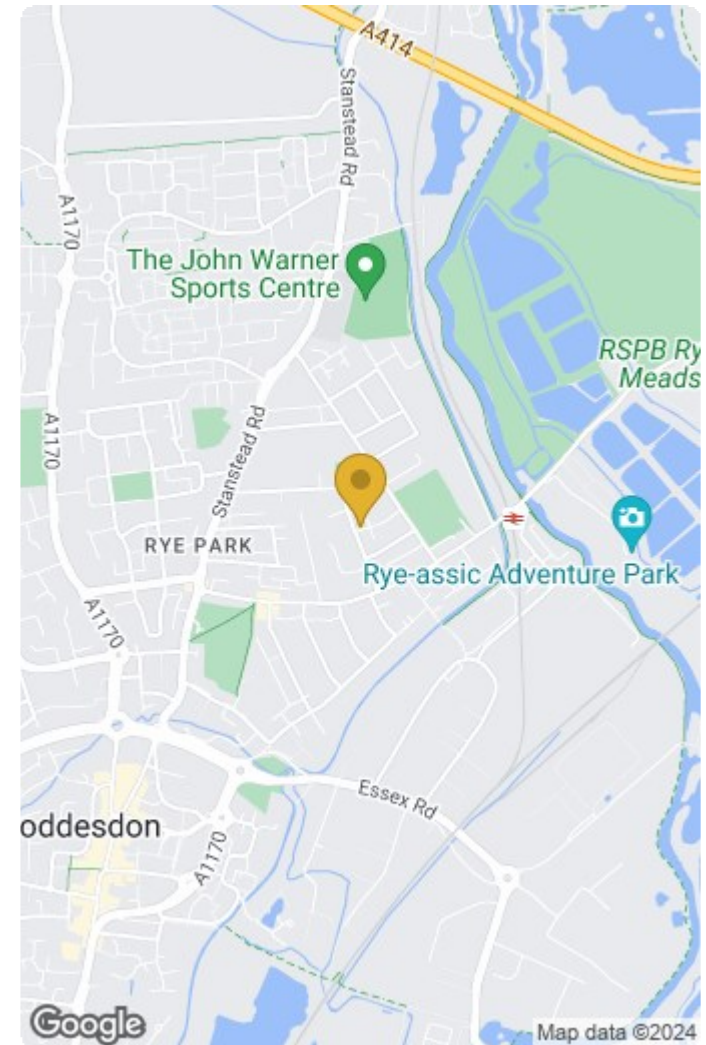 A414
Stanstead Rd
A1170
The John Warner
Sports Centre
RSPB Ry
Meads
A1170
Stanstead Rd
RYE PARK
Rye-assic Adventure Park
A1170
Essex Rd
oddesdon
A1170
Google
Map data ©2024